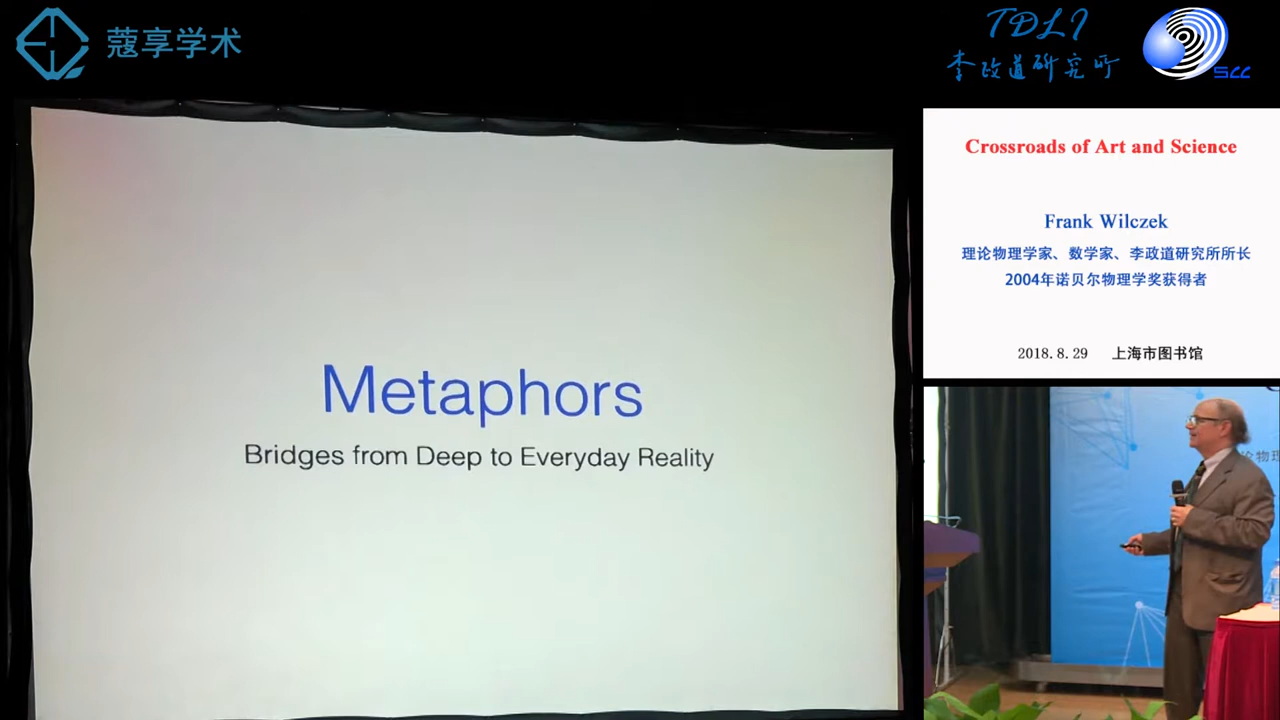 蔻享学术
TDLI
李政道研究所
SCC
Metaphors
Bridges from Deep to Everyday Reality
Crossroads of Art and Science
Frank Wilczek
理论物理学家、数学家、李政道研究所所长
2004年诺贝尔物理学奖获得者
2018.8.29 上海市图书馆
论物理